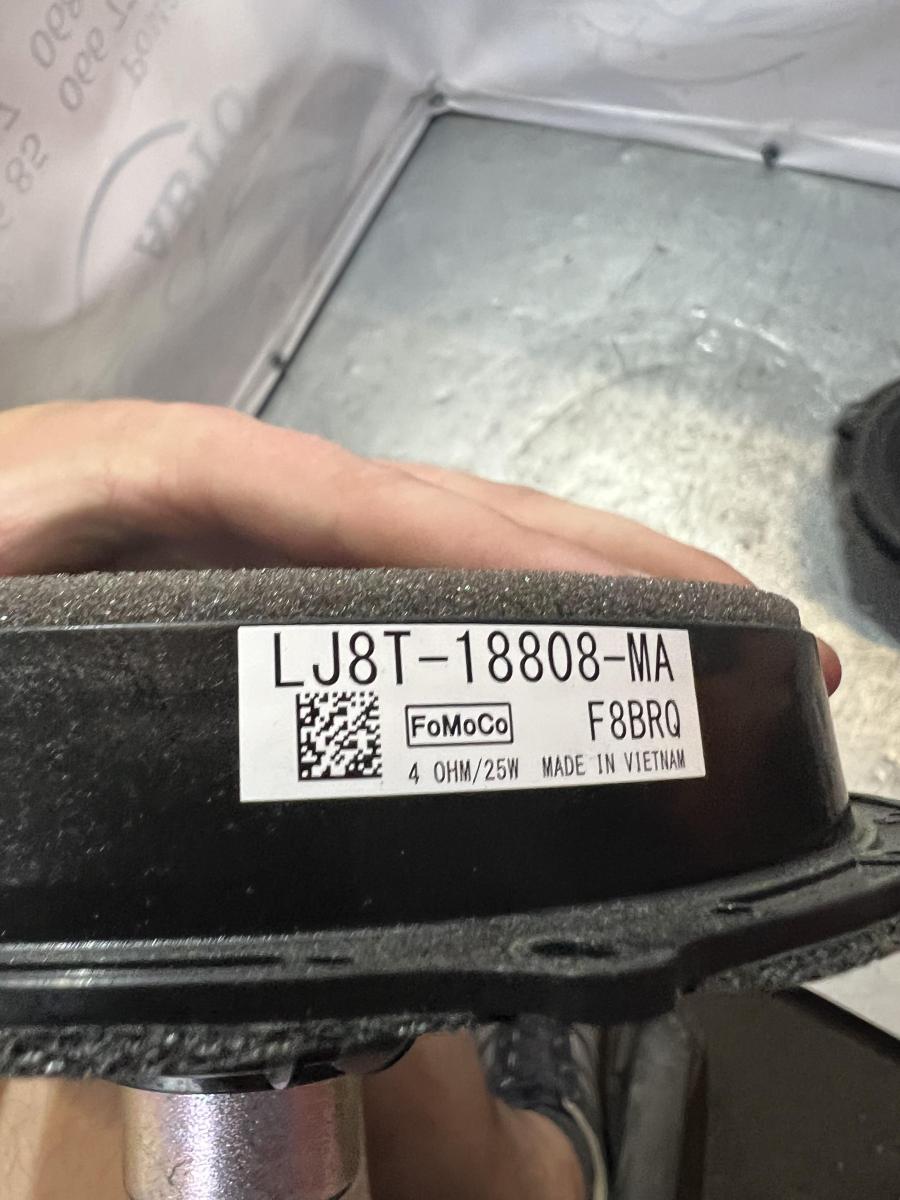 LJ8T-18808-MA
FoMoCo
F8BRQ
4 OHM/25W MADE IN VIETNAM